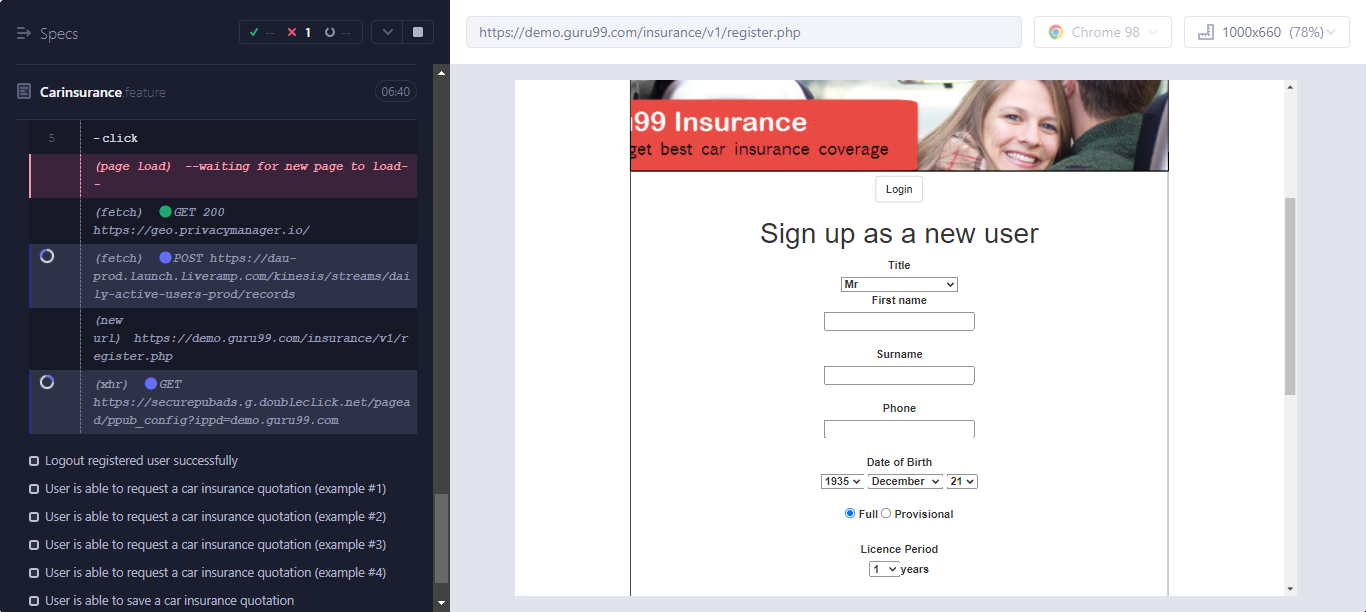 Specs
-- 1 --
Carinsurance feature
06:40
5
-click
(page load) --waiting for new page to load-
-
(fetch) GET 200
https://geo.privacymanager.io/
(fetch) POST https://dau-
prod.launch.liveramp.com/kinesis/streams/dai
ly-active-users-prod/records
(new
url) https://demo.guru99.com/insurance/v1/r
egister.php
(xhr) GET
https://securepubads.g.doubleclick.net/pagea
d/ppub_config?ippd=demo.guru99.com
Logout registered user successfully
User is able to request a car insurance quotation (example #1)
User is able to request a car insurance quotation (example #2)
User is able to request a car insurance quotation (example #3)
User is able to request a car insurance quotation (example #4)
User is able to save a car insurance quotation
https://demo.guru99.com/insurance/v1/register.php
Chrome 98
1000x660 (78%)
99 Insurance
get best car insurance coverage
Login
Sign up as a new user
Title
Mr
First name
Surname
Phone
Date of Birth
1935 December 21
Full Provisional
Licence Period
1 years